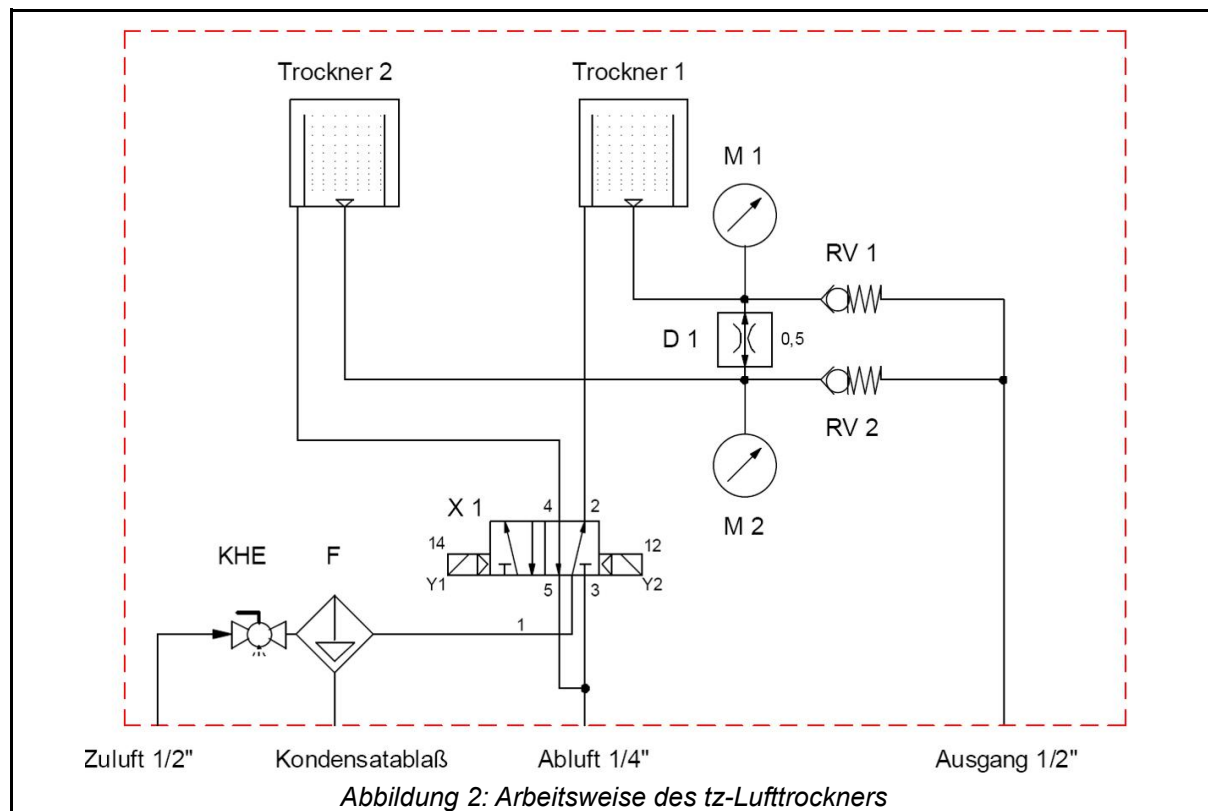 Trockner 2 Trockner 1
M 1
RV 1
D 1 0,5
RV 2
M 2
X 1 4 2
14 12
Y1 5 3 Y2
KHE F
1
Zuluft 1/2" Kondensatablaß Abluft 1/4" Ausgang 1/2"
Abbildung 2: Arbeitsweise des tz-Lufttrockners